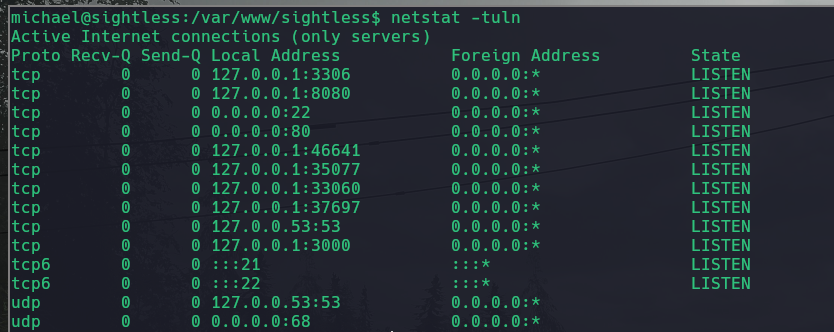 michael@sightless:/var/www/sightless$ netstat -tuln
Active Internet connections (only servers)
Proto Recv-Q Send-Q Local Address           Foreign Address         State
tcp        0      0 127.0.0.1:3306          0.0.0.0:*               LISTEN
tcp        0      0 127.0.0.1:8080          0.0.0.0:*               LISTEN
tcp        0      0 0.0.0.0:22              0.0.0.0:*               LISTEN
tcp        0      0 0.0.0.0:80              0.0.0.0:*               LISTEN
tcp        0      0 127.0.0.1:46641         0.0.0.0:*               LISTEN
tcp        0      0 127.0.0.1:35077         0.0.0.0:*               LISTEN
tcp        0      0 127.0.0.1:33060         0.0.0.0:*               LISTEN
tcp        0      0 127.0.0.1:37697         0.0.0.0:*               LISTEN
tcp        0      0 127.0.0.53:53           0.0.0.0:*               LISTEN
tcp        0      0 127.0.0.1:3000          0.0.0.0:*               LISTEN
tcp6       0      0 :::21                   :::*                    LISTEN
tcp6       0      0 :::22                   :::*                    LISTEN
udp        0      0 127.0.0.53:53           0.0.0.0:*
udp        0      0 0.0.0.0:68              0.0.0.0:*